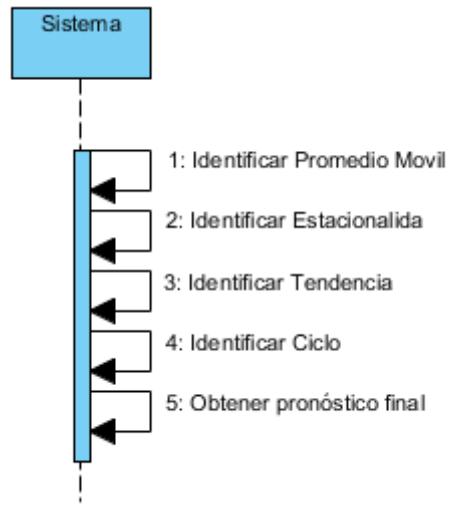 Sistema
1: Identificar Promedio Movil
2: Identificar Estacionalida
3: Identificar Tendencia
4: Identificar Ciclo
5: Obtener pronóstico final